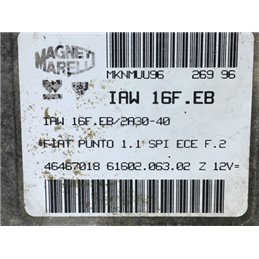 MAGNETI
MARELLI
MKNMUU96 269 96
IAW 16F.EB
IAW 16F.EB/2A30-40
FIAT PUNTO 1.1 SPI ECE F.2
46467018 61602.063.02 Z 12V=